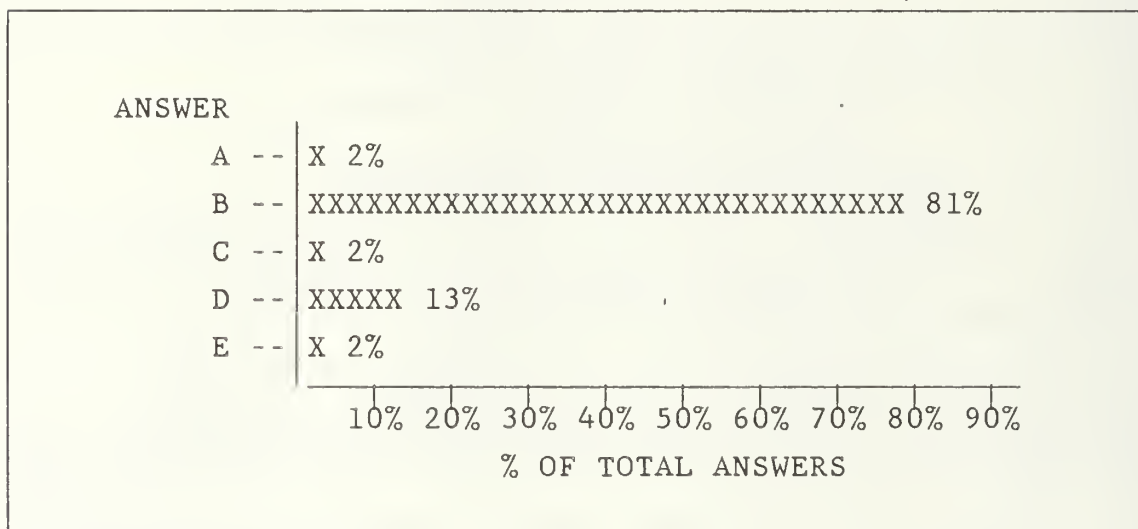 ANSWER
A -- X 2%
B -- XXXXXXXXXXXXXXXXXXXXXXXXXXXXXXX 81%
C -- X 2%
D -- XXXXX 13%
E -- X 2%
10% 20% 30% 40% 50% 60% 70% 80% 90%
% OF TOTAL ANSWERS